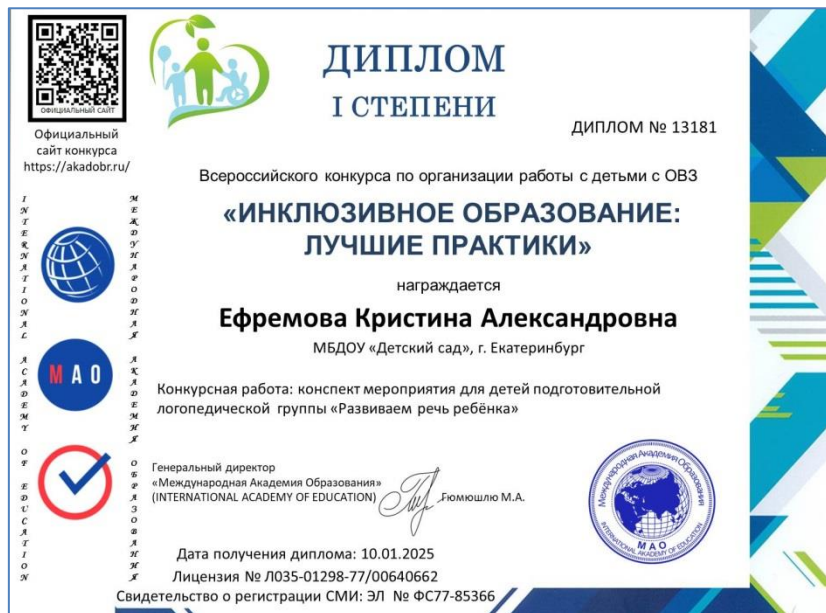 ОФИЦИАЛЬНЫЙ САЙТ
Официальный
сайт конкурса
https://akadobr.ru/
ДИПЛОМ
I СТЕПЕНИ
ДИПЛОМ № 13181
Всероссийского конкурса по организации работы с детьми с ОВЗ
«ИНКЛЮЗИВНОЕ ОБРАЗОВАНИЕ:
ЛУЧШИЕ ПРАКТИКИ»
награждается
Ефремова Кристина Александровна
МБДОУ «Детский сад», г. Екатеринбург
Конкурсная работа: конспект мероприятия для детей подготовительной
логопедической группы «Развиваем речь ребёнка»
INTERNATIONAL ACADEMY OF EDUCATION
МЕЖДУНАРОДНАЯ АКАДЕМИЯ ОБРАЗОВАНИЯ
МАО
Генеральный директор
«Международная Академия Образования»
(INTERNATIONAL ACADEMY OF EDUCATION)
Гюмюшлю М.А.
Международная Академия Образования
МАО
INTERNATIONAL ACADEMY OF EDUCATION
Дата получения диплома: 10.01.2025
Лицензия № Л035-01298-77/00640662
Свидетельство о регистрации СМИ: ЭЛ № ФС77-85366